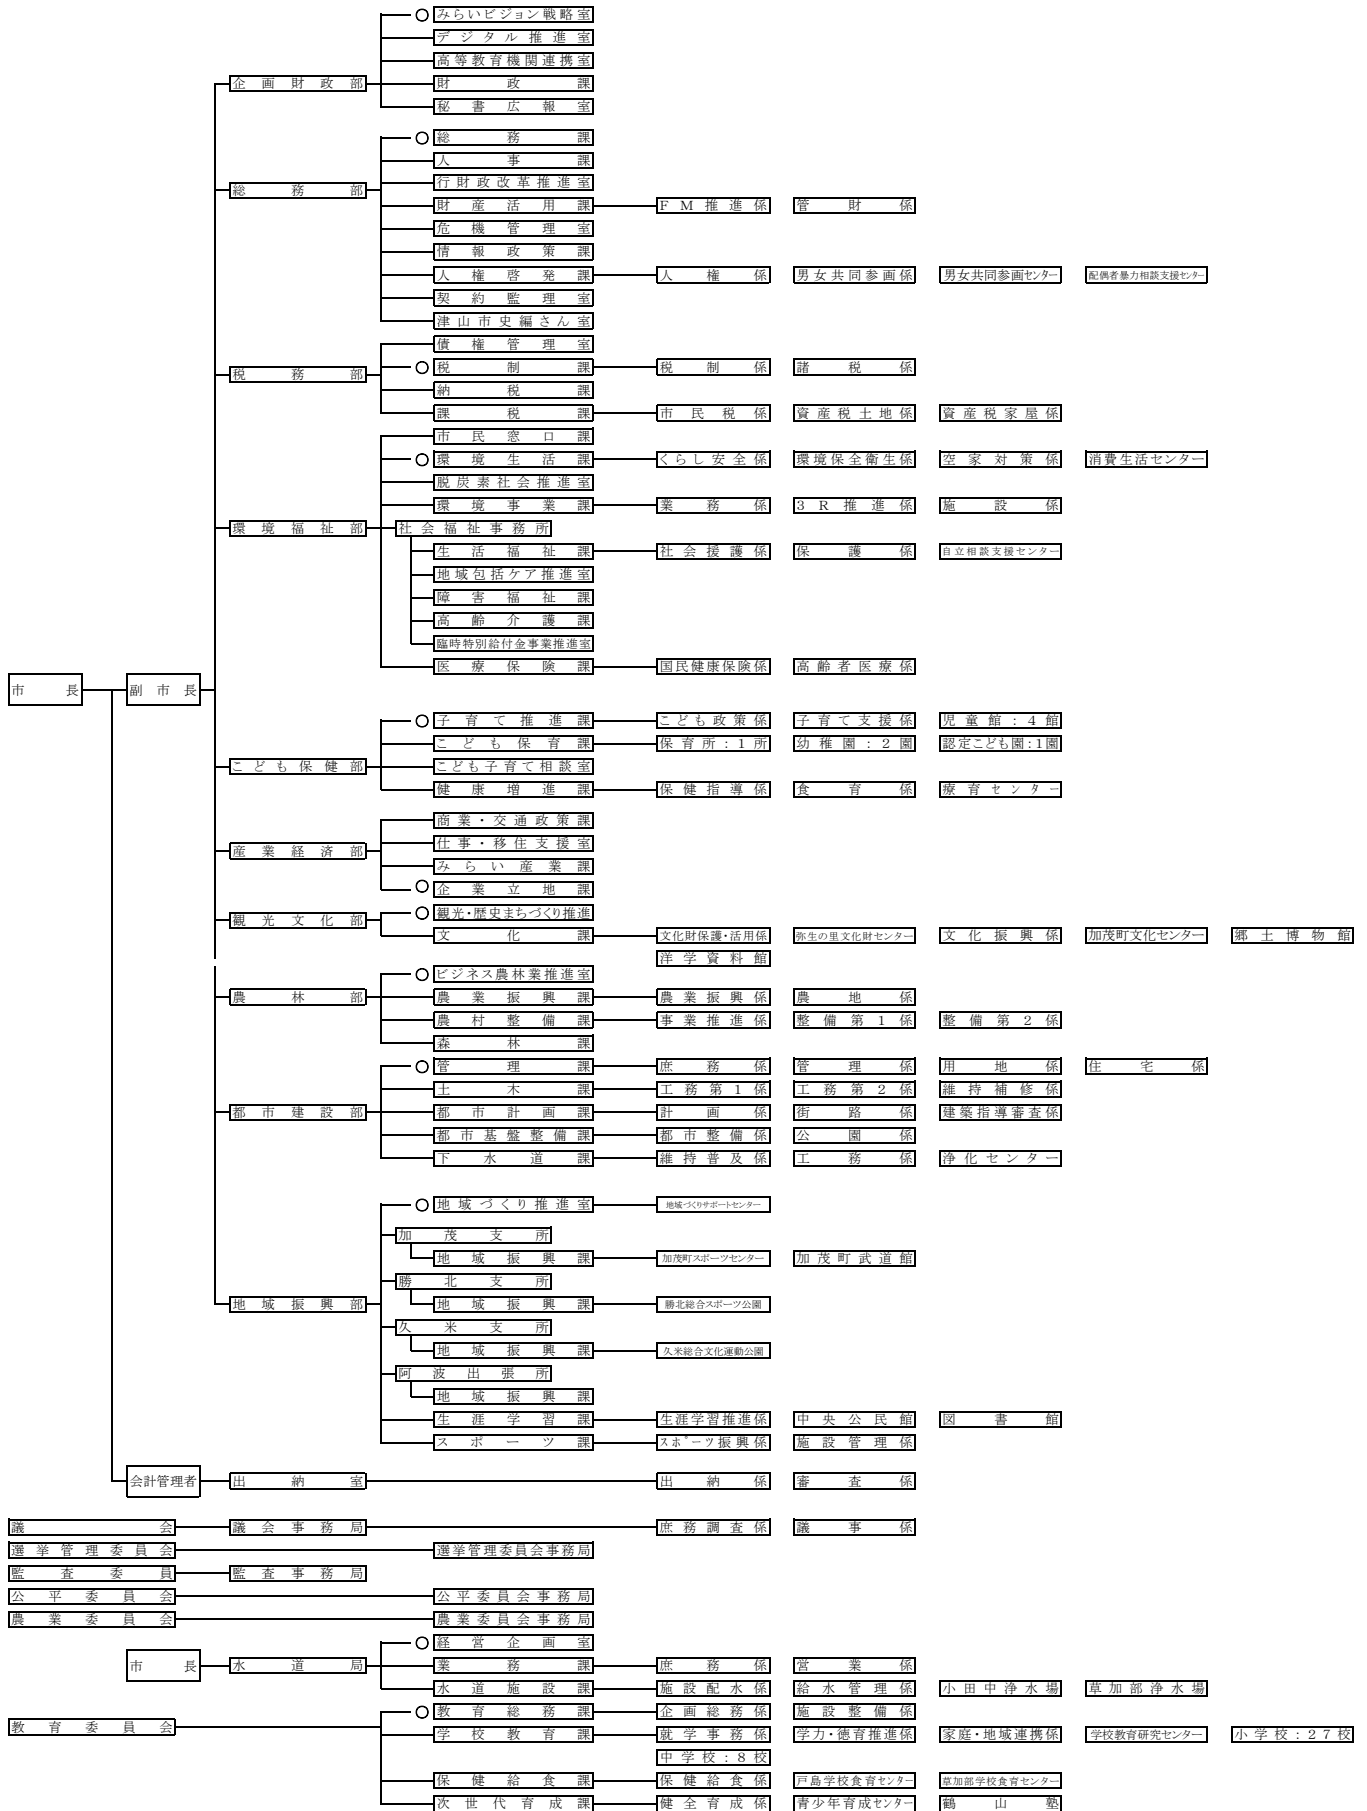 ○ みらいビジョン戦略室
デジタル推進室
高等教育機関連携室
企画財政部 財政課
秘書広報室
○ 総務課
人事課
行財政改革推進室
総務部
財産活用課 ＦＭ推進係 管財係
危機管理室
情報政策課
人権啓発課 人権係 男女共同参画係 男女共同参画センター 配偶者暴力相談支援センター
契約監理室
津山市史編さん室
債権管理室
○ 税制課 税制係 諸税係
税務部
納税課
課税課 市民税係 資産税土地係 資産税家屋係
市民窓口課
○ 環境生活課 くらし安全係 環境保全衛生係 空家対策係 消費生活センター
脱炭素社会推進室
環境事業課 業務係 ３Ｒ推進係 施設係
環境福祉部 社会福祉事務所
生活福祉課 社会援護係 保護係 自立相談支援センター
地域包括ケア推進室
障害福祉課
高齢介護課
臨時特別給付金事業推進室
医療保険課 国民健康保険係 高齢者医療係
市長 副市長
○ 子育て推進課 こども政策係 子育て支援係 児童館：４館
こども保育課 保育所：１所 幼稚園：２園 認定こども園：１園
こども保健部 こども子育て相談室
健康増進課 保健指導係 食育係 療育センター
商業・交通政策課
仕事・移住支援室
産業経済部
みらい産業課
○ 企業立地課
○ 観光・歴史まちづくり推進
観光文化部
文化課 文化財保護・活用係 弥生の里文化財センター 文化振興係 加茂町文化センター 郷土博物館
洋学資料館
○ ビジネス農林業推進室
農林部 農業振興課 農業振興係 農地係
農村整備課 事業推進係 整備第１係 整備第２係
森林課
○ 管理課 庶務係 管理係 用地係 住宅係
土木課 工務第１係 工務第２係 維持補修係
都市建設部 都市計画課 計画係 街路係 建築指導審査係
都市基盤整備課 都市整備係 公園係
下水道課 維持普及係 工務係 浄化センター
○ 地域づくり推進室 地域づくりサポートセンター
加茂支所
地域振興課 加茂町スポーツセンター 加茂町武道館
勝北支所
地域振興部 地域振興課 勝北総合スポーツ公園
久米支所
地域振興課 久米総合文化運動公園
阿波出張所
地域振興課
生涯学習課 生涯学習推進係 中央公民館 図書館
スポーツ課 スポーツ振興係 施設管理係
会計管理者 出納室 出納係 審査係
議会 議会事務局 庶務調査係 議事係
選挙管理委員会 選挙管理委員会事務局
監査委員 監査事務局
公平委員会 公平委員会事務局
農業委員会 農業委員会事務局
○ 経営企画室
市長 水道局 業務課 庶務係 営業係
水道施設課 施設配水係 給水管理係 小田中浄水場 草加部浄水場
○ 教育総務課 企画総務係 施設整備係
教育委員会
学校教育課 就学事務係 学力・徳育推進係 家庭・地域連携係 学校教育研究センター 小学校：２７校
中学校：８校
保健給食課 保健給食係 戸島学校食育センター 草加部学校食育センター
次世代育成課 健全育成係 青少年育成センター 鶴山塾